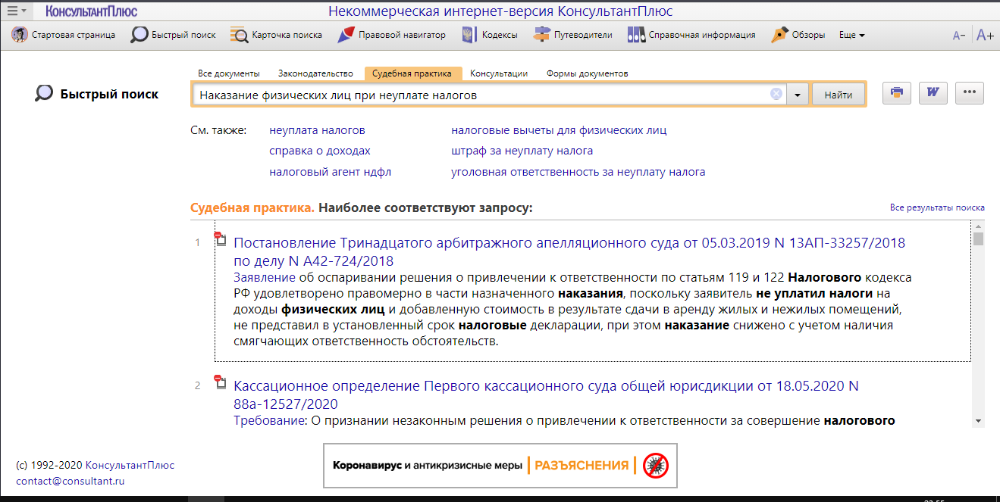 КонсультантПлюс
Некоммерческая интернет-версия КонсультантПлюс
Стартовая страница Быстрый поиск Карточка поиска Правовой навигатор Кодексы Путеводители Справочная информация Обзоры Еще A− A+
Все документы Законодательство Судебная практика Консультации Формы документов
Быстрый поиск
Наказание физических лиц при неуплате налогов
Найти
W
См. также: неуплата налогов налоговые вычеты для физических лиц
справка о доходах штраф за неуплату налога
налоговый агент ндфл уголовная ответственность за неуплату налога
Судебная практика. Наиболее соответствуют запросу:
Все результаты поиска
1 Постановление Тринадцатого арбитражного апелляционного суда от 05.03.2019 N 13АП-33257/2018
по делу N А42-724/2018
Заявление об оспаривании решения о привлечении к ответственности по статьям 119 и 122 Налогового кодекса
РФ удовлетворено правомерно в части назначенного наказания, поскольку заявитель не уплатил налоги на
доходы физических лиц и добавленную стоимость в результате сдачи в аренду жилых и нежилых помещений,
не представил в установленный срок налоговые декларации, при этом наказание снижено с учетом наличия
смягчающих ответственность обстоятельств.
2 Кассационное определение Первого кассационного суда общей юрисдикции от 18.05.2020 N
88а-12527/2020
Требование: О признании незаконным решения о привлечении к ответственности за совершение налогового
(c) 1992-2020 КонсультантПлюс
contact@consultant.ru
Коронавирус и антикризисные меры РАЗЪЯСНЕНИЯ